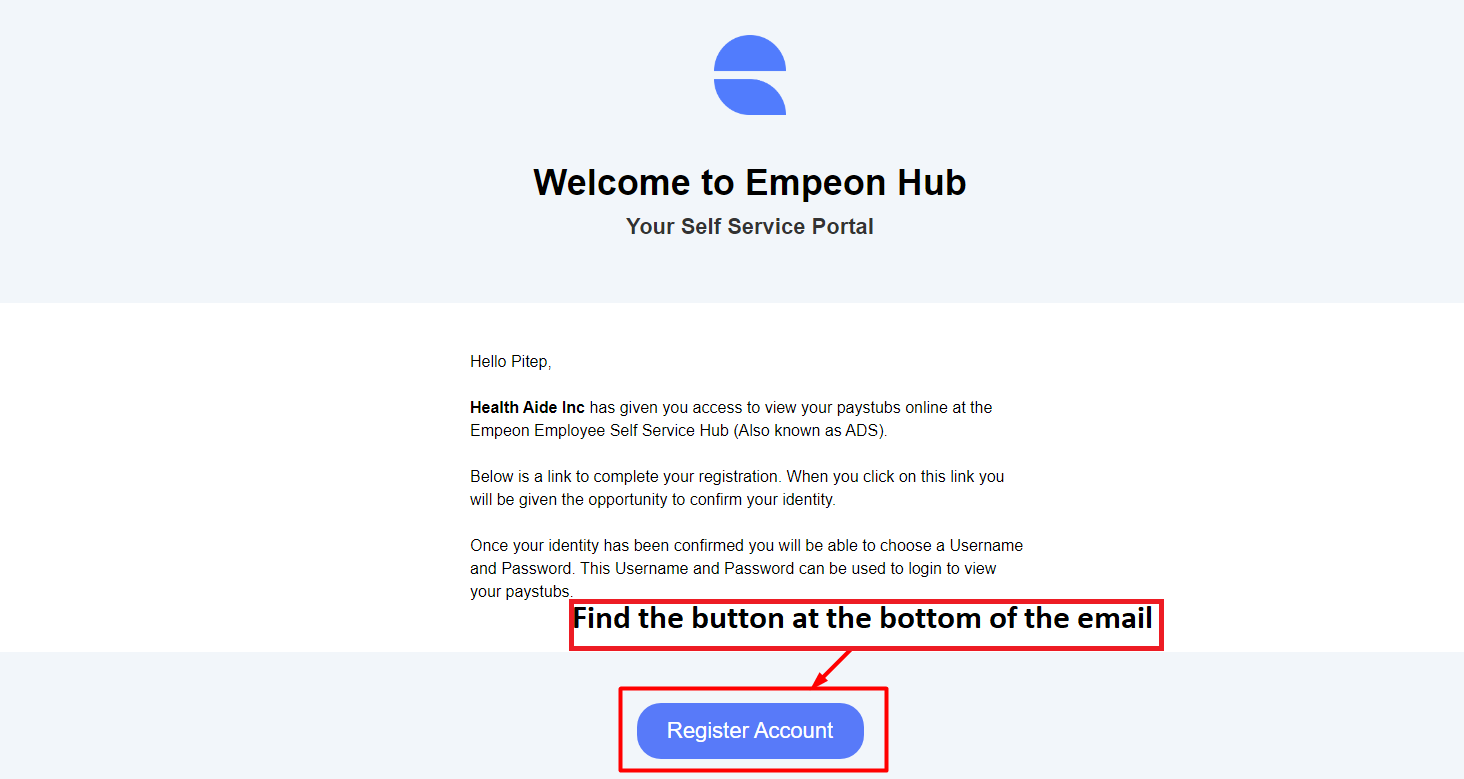 Welcome to Empeon Hub
Your Self Service Portal
Hello Pitep,
Health Aide Inc has given you access to view your paystubs online at the
Empeon Employee Self Service Hub (Also known as ADS).
Below is a link to complete your registration. When you click on this link you
will be given the opportunity to confirm your identity.
Once your identity has been confirmed you will be able to choose a Username
and Password. This Username and Password can be used to login to view
your paystubs.
Find the button at the bottom of the email
Register Account